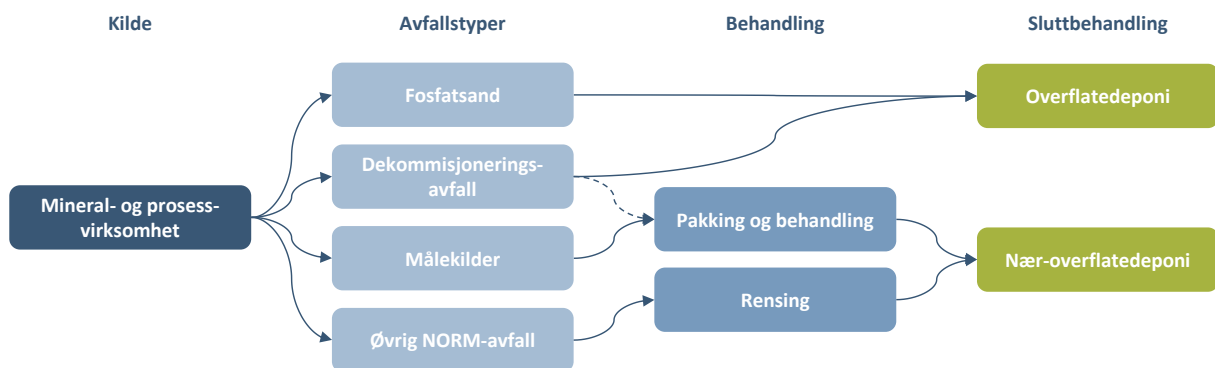 Kilde
Avfallstyper
Behandling
Sluttbehandling
Fosfatsand
Overflatedeponi
Dekommisjonerings-
avfall
Mineral- og prosess-
virksomhet
Pakking og behandling
Målekilder
Nær-overflatedeponi
Rensing
Øvrig NORM-avfall